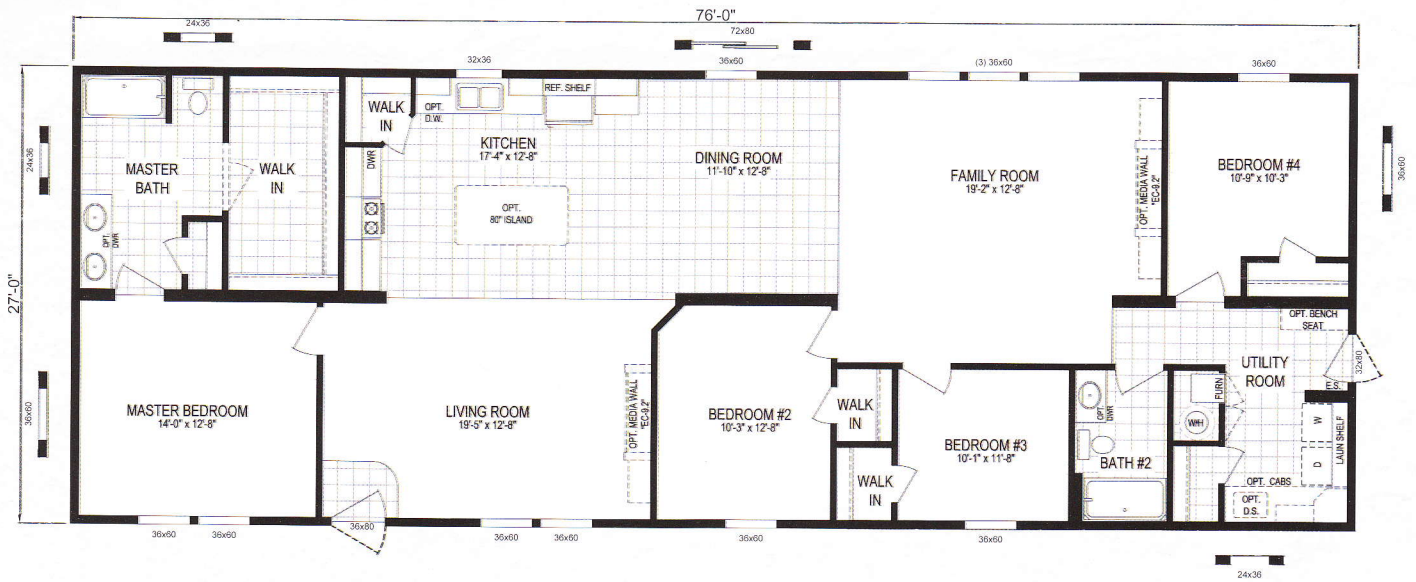 76'-0"
24x36
72x80
32x36
36x60
(3) 36x60
36x60
REF. SHELF
WALK
IN
OPT.
D.W.
KITCHEN
17'-4" x 12'-8"
DINING ROOM
11'-10" x 12'-8"
FAMILY ROOM
19'-2" x 12'-8"
OPT. MEDIA WALL
"EC-9.2"
BEDROOM #4
10'-9" x 10'-3"
24x36
36x60
MASTER
BATH
WALK
IN
DWR
OPT.
80" ISLAND
OPT.
DWR
27'-0"
OPT. BENCH
SEAT
UTILITY
ROOM
32x80
E.S.
36x60
MASTER BEDROOM
14'-0" x 12'-8"
LIVING ROOM
19'-5" x 12'-8"
OPT. MEDIA WALL
"EC-9.2"
BEDROOM #2
10'-3" x 12'-8"
WALK
IN
WALK
IN
BEDROOM #3
10'-1" x 11'-8"
OPT.
DWR
BATH #2
FURN
W/H
W
D
LAUN SHELF
OPT. CABS
OPT.
D.S.
36x80
36x60
36x60
36x60
36x60
36x60
36x60
24x36